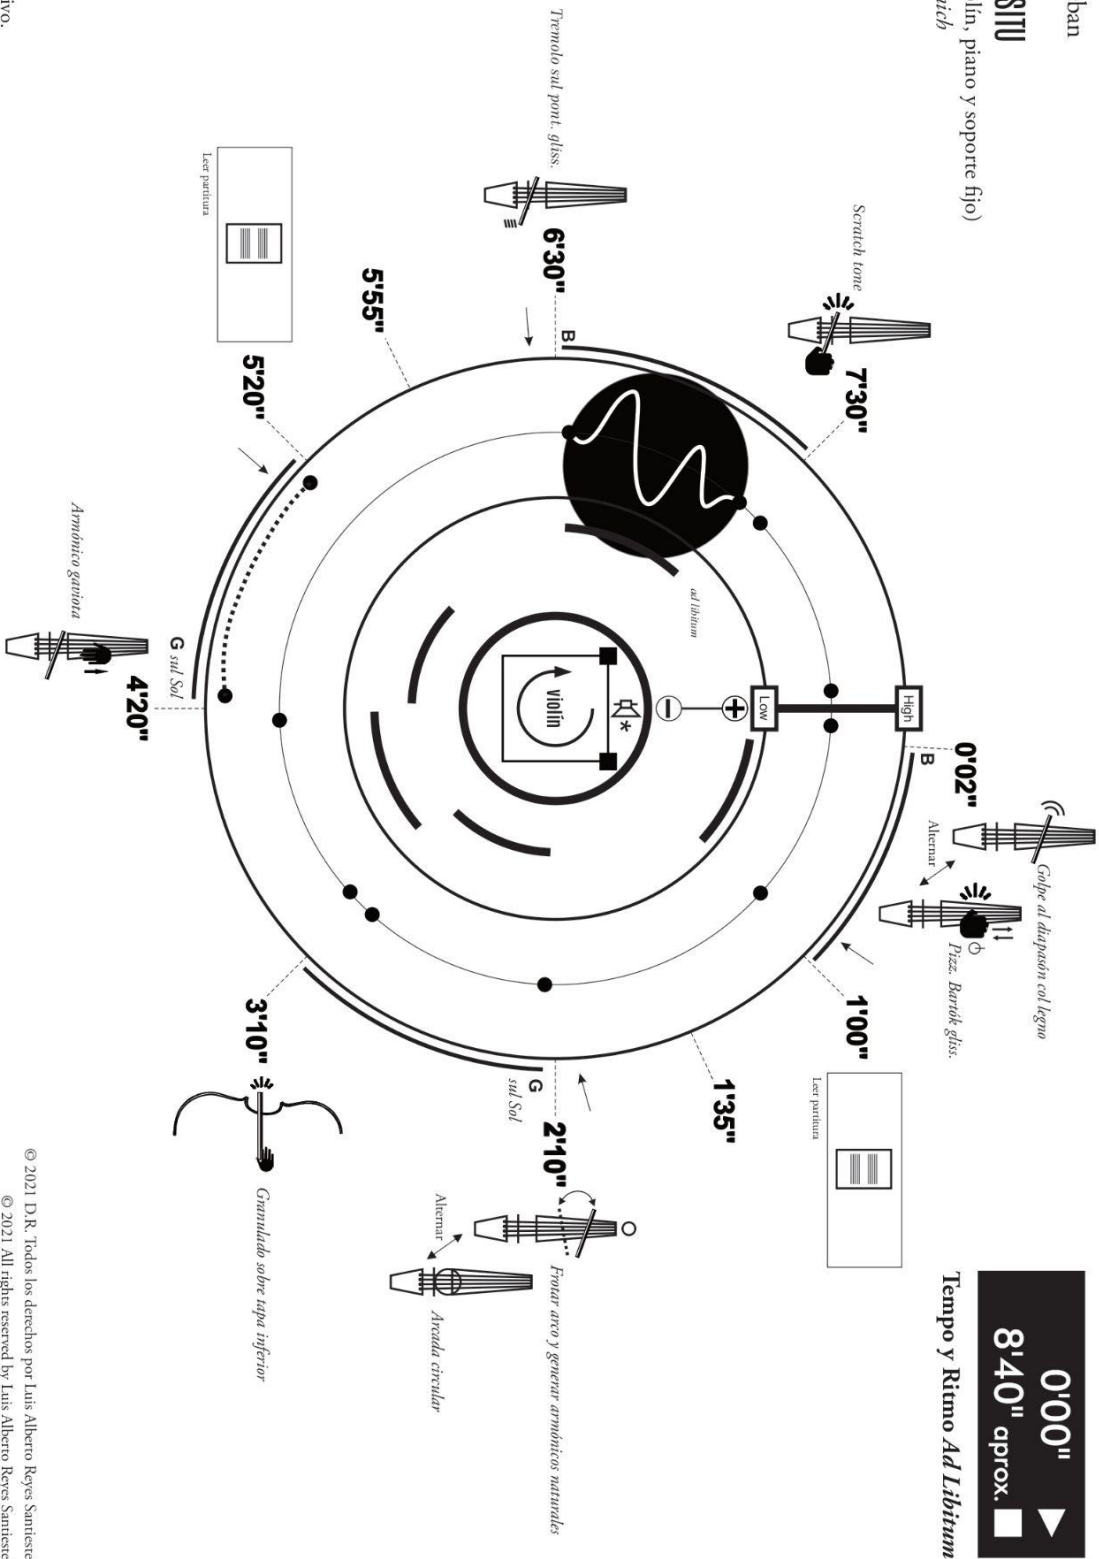 ban
SITU
lín, piano y soporte fijo)
nich
0'00"
8'40" aprox.
Tempo y Ritmo Ad Libitum
0'02"
B
Golpe al diapasón col legno
Alternar
Pizz. Bartók gliss.
1'00"
Leer partitura
1'35"
2'10"
G
sul Sol
Frotar arco y generar armónicos naturales
Alternar
Arcada circular
3'10"
Granulado sobre tapa inferior
4'20"
G sul Sol
Armónico gaviota
5'20"
Leer partitura
5'55"
6'30"
B
Tremolo sul pont. gliss.
7'30"
Scratch tone
High
Low
+
−
*
violín
ad libitum
ivo.
© 2021 D.R. Todos los derechos por Luis Alberto Reyes Santieste
© 2021 All rights reserved by Luis Alberto Reyes Santieste